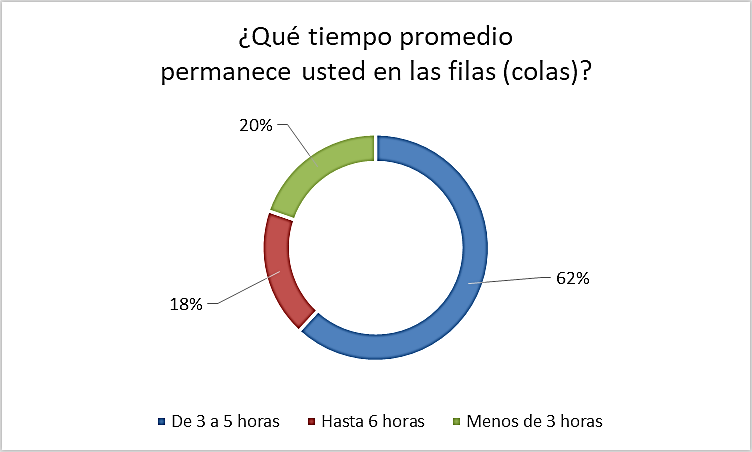 ¿Qué tiempo promedio
permanece usted en las filas (colas)?
20%
62%
18%
De 3 a 5 horas
Hasta 6 horas
Menos de 3 horas